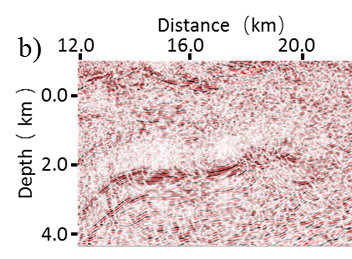 Distance （km）
b) 12.0 16.0 20.0
0.0
2.0
4.0
Depth( km )